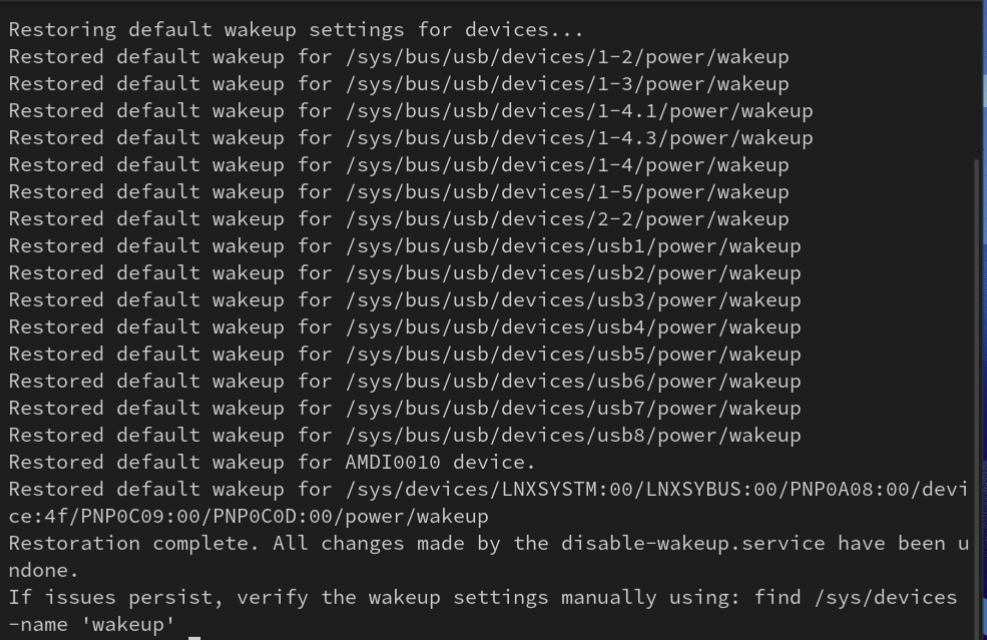 Restoring default wakeup settings for devices...
Restored default wakeup for /sys/bus/usb/devices/1-2/power/wakeup
Restored default wakeup for /sys/bus/usb/devices/1-3/power/wakeup
Restored default wakeup for /sys/bus/usb/devices/1-4.1/power/wakeup
Restored default wakeup for /sys/bus/usb/devices/1-4.3/power/wakeup
Restored default wakeup for /sys/bus/usb/devices/1-4/power/wakeup
Restored default wakeup for /sys/bus/usb/devices/1-5/power/wakeup
Restored default wakeup for /sys/bus/usb/devices/2-2/power/wakeup
Restored default wakeup for /sys/bus/usb/devices/usb1/power/wakeup
Restored default wakeup for /sys/bus/usb/devices/usb2/power/wakeup
Restored default wakeup for /sys/bus/usb/devices/usb3/power/wakeup
Restored default wakeup for /sys/bus/usb/devices/usb4/power/wakeup
Restored default wakeup for /sys/bus/usb/devices/usb5/power/wakeup
Restored default wakeup for /sys/bus/usb/devices/usb6/power/wakeup
Restored default wakeup for /sys/bus/usb/devices/usb7/power/wakeup
Restored default wakeup for /sys/bus/usb/devices/usb8/power/wakeup
Restored default wakeup for AMDI0010 device.
Restored default wakeup for /sys/devices/LNXSYSTM:00/LNXSYBUS:00/PNP0A08:00/devi
ce:4f/PNP0C09:00/PNP0C0D:00/power/wakeup
Restoration complete. All changes made by the disable-wakeup.service have been u
ndone.
If issues persist, verify the wakeup settings manually using: find /sys/devices
-name 'wakeup'